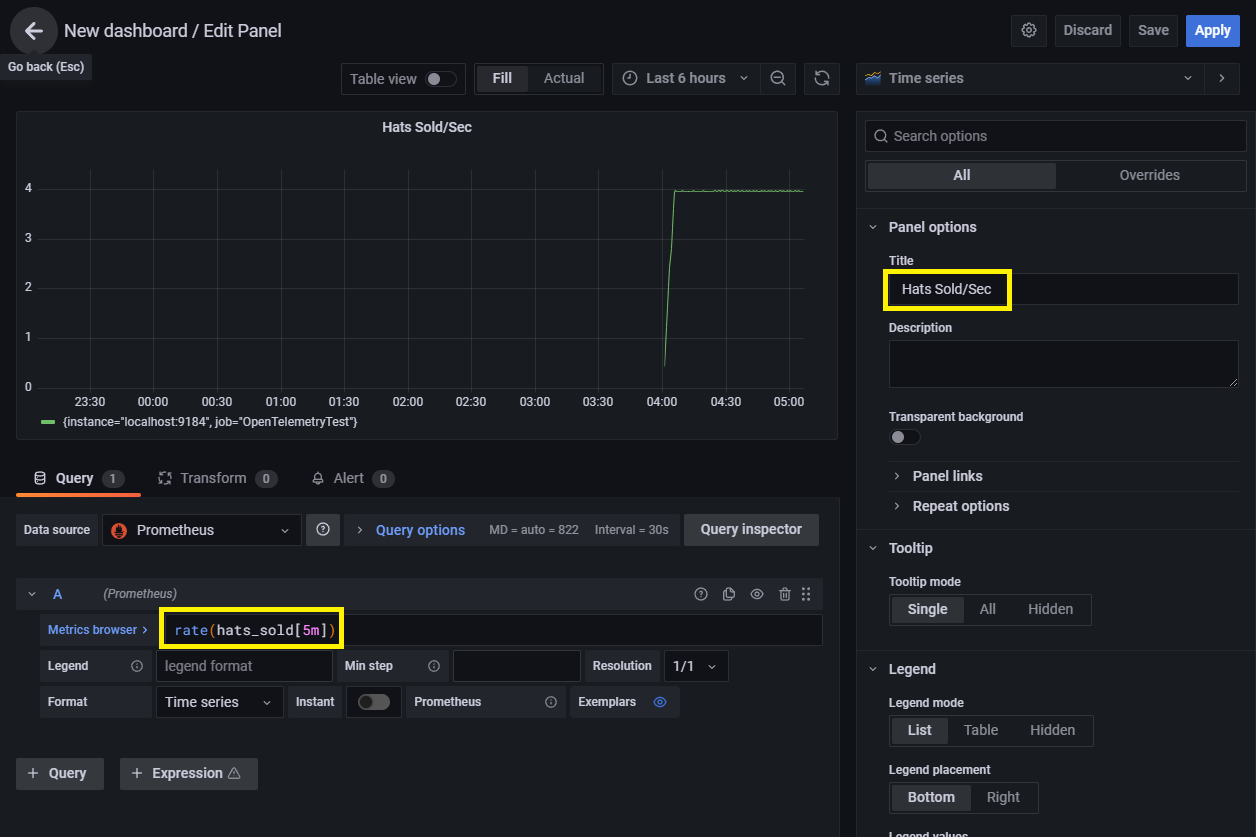 New dashboard / Edit Panel
Discard
Save
Apply
Go back (Esc)
Table view
Fill
Actual
Last 6 hours
Time series
Hats Sold/Sec
4
3
2
1
0
23:30
00:00
00:30
01:00
01:30
02:00
02:30
03:00
03:30
04:00
04:30
05:00
{instance="localhost:9184", job="OpenTelemetryTest"}
Search options
All
Overrides
Panel options
Title
Hats Sold/Sec
Description
Transparent background
Panel links
Repeat options
Tooltip
Tooltip mode
Single
All
Hidden
Legend
Legend mode
List
Table
Hidden
Legend placement
Bottom
Right
Legend values
Query 1
Transform 0
Alert 0
Data source
Prometheus
Query options
MD = auto = 822
Interval = 30s
Query inspector
A
(Prometheus)
Metrics browser
rate(hats_sold[5m])
Legend
legend format
Min step
Resolution
1/1
Format
Time series
Instant
Prometheus
Exemplars
+ Query
+ Expression